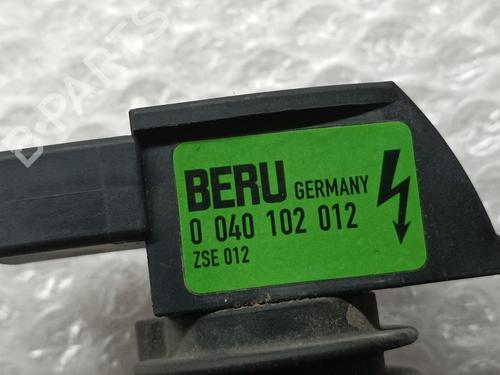 BERU GERMANY
0 040 102 012
ZSE 012
B-PARTS